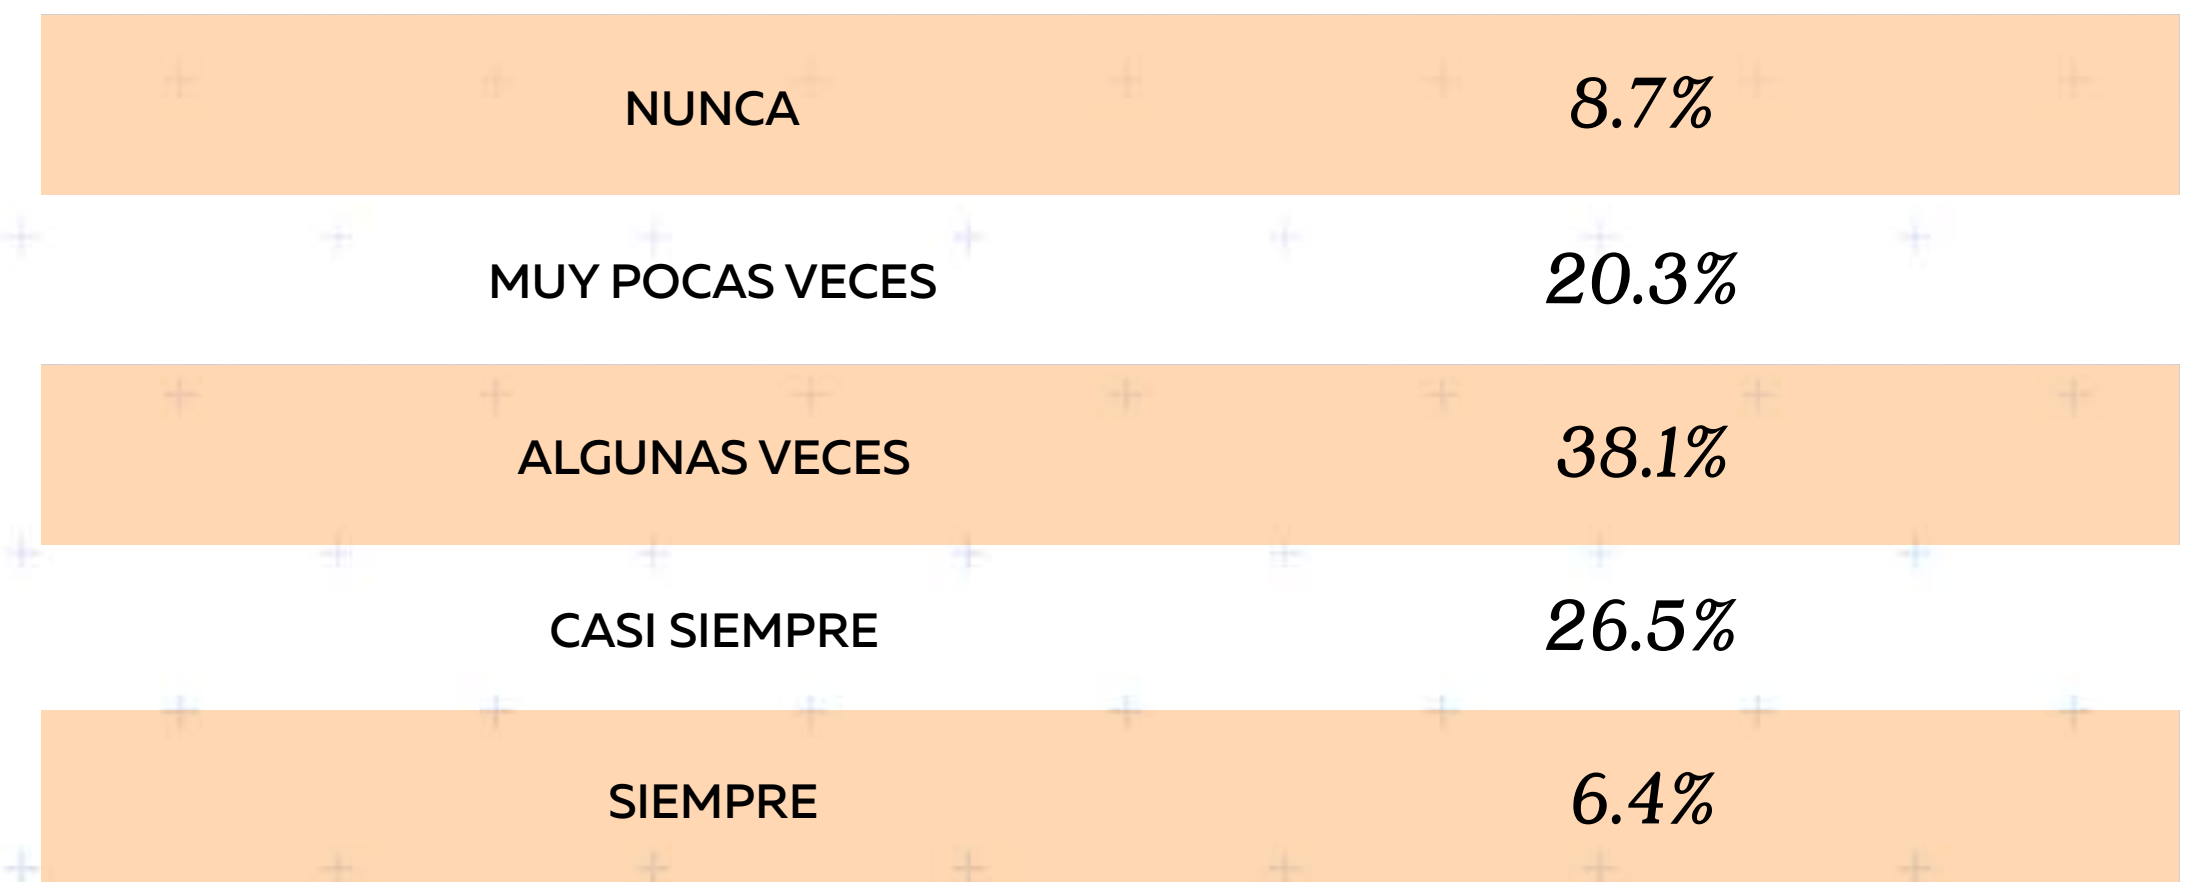 NUNCA 8.7%
MUY POCAS VECES 20.3%
ALGUNAS VECES 38.1%
CASI SIEMPRE 26.5%
SIEMPRE 6.4%